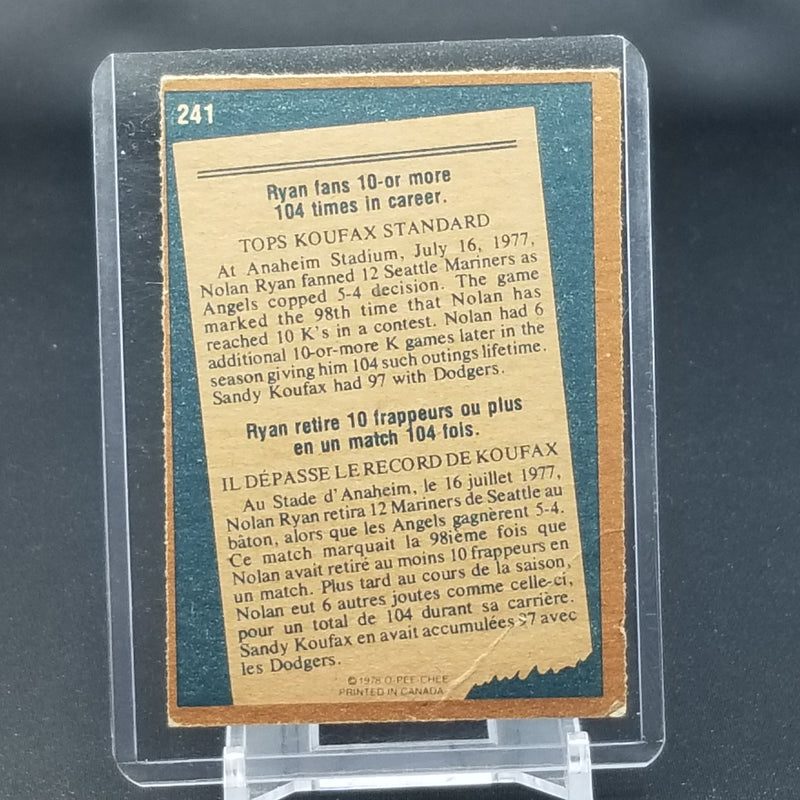 241
Ryan fans 10-or more
104 times in career.
TOPS KOUFAX STANDARD
At Anaheim Stadium, July 16, 1977,
Nolan Ryan fanned 12 Seattle Mariners as
Angels copped 5-4 decision. The game
marked the 98th time that Nolan has
reached 10 K's in a contest. Nolan had 6
additional 10-or-more K games later in the
season giving him 104 such outings lifetime.
Sandy Koufax had 97 with Dodgers.
Ryan retire 10 frappeurs ou plus
en un match 104 fois.
IL DÉPASSE LE RECORD DE KOUFAX
Au Stade d'Anaheim, le 16 juillet 1977,
Nolan Ryan retira 12 Mariners de Seattle au
bâton, alors que les Angels gagnèrent 5-4.
Ce match marquait la 98ième fois que
Nolan avait retiré au moins 10 frappeurs en
un match. Plus tard au cours de la saison,
Nolan eut 6 autres joutes comme celle-ci,
pour un total de 104 durant sa carrière.
Sandy Koufax en avait accumulées 97 avec
les Dodgers.
© 1978 O-PEE-CHEE
PRINTED IN CANADA